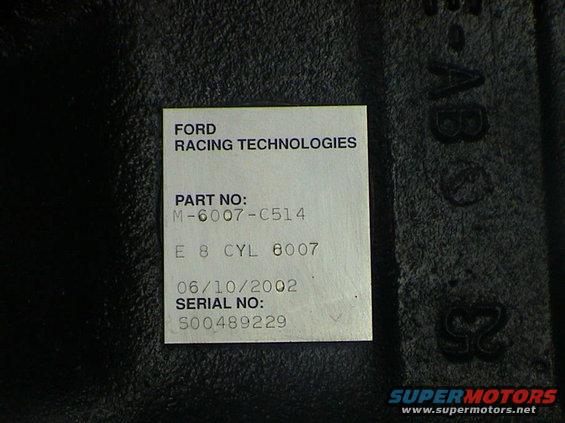 FORD
RACING TECHNOLOGIES
PART NO:
M-6007-C514
E 8 CYL 6007
06/10/2002
SERIAL NO:
S00489229
E-AB
SUPERMOTORS
www.supermotors.net